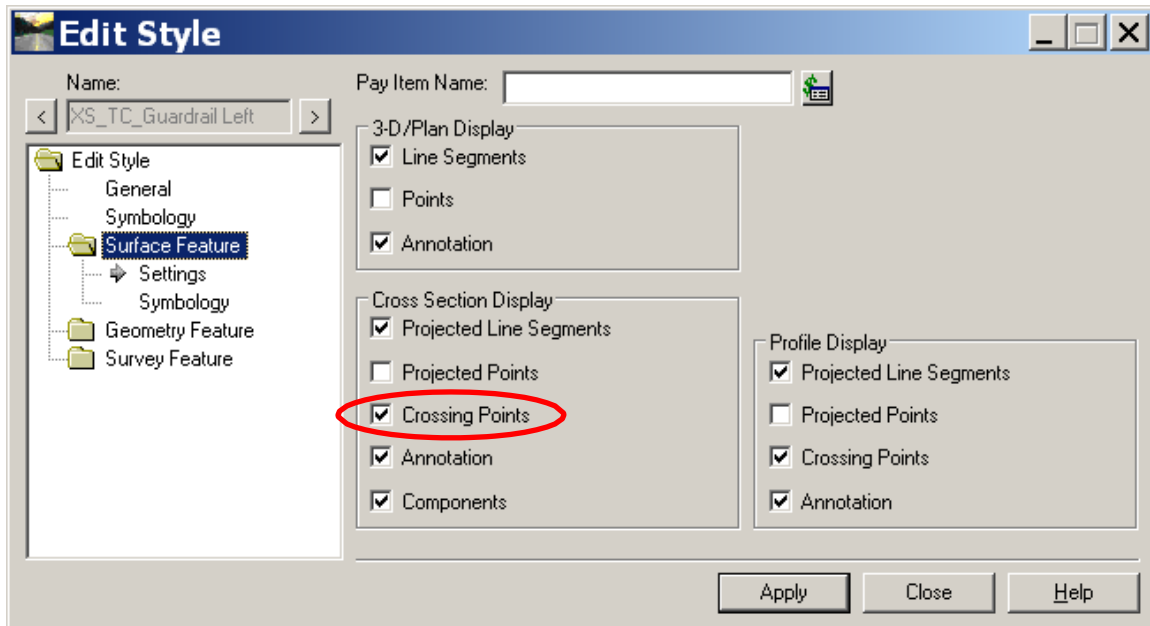 Edit Style
Name:
< XS_TC_Guardrail Left >
Edit Style
General
Symbology
Surface Feature
Settings
Symbology
Geometry Feature
Survey Feature
Pay Item Name:
3-D/Plan Display
Line Segments
Points
Annotation
Cross Section Display
Projected Line Segments
Projected Points
Crossing Points
Annotation
Components
Profile Display
Projected Line Segments
Projected Points
Crossing Points
Annotation
Apply Close Help